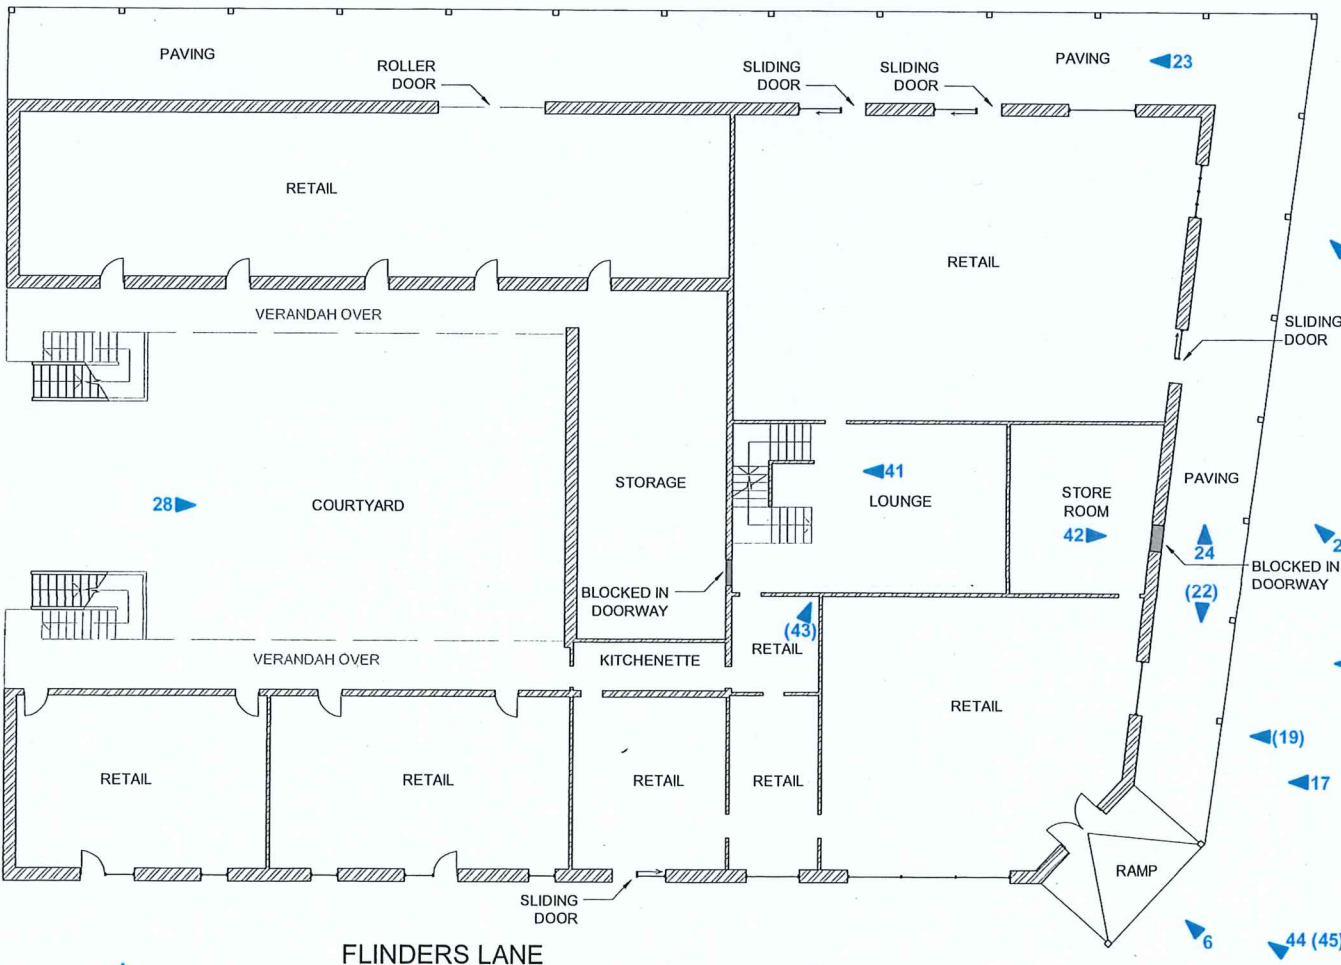 PAVING
ROLLER
DOOR
SLIDING
DOOR
SLIDING
DOOR
PAVING
23
RETAIL
RETAIL
VERANDAH OVER
SLIDING
DOOR
STORAGE
41
LOUNGE
STORE
ROOM
42
PAVING
28
COURTYARD
24
BLOCKED IN
DOORWAY
(22)
BLOCKED IN
DOORWAY
(43)
VERANDAH OVER
KITCHENETTE
RETAIL
RETAIL
(19)
RETAIL
RETAIL
RETAIL
RETAIL
17
RAMP
SLIDING
DOOR
6
44 (45)
FLINDERS LANE